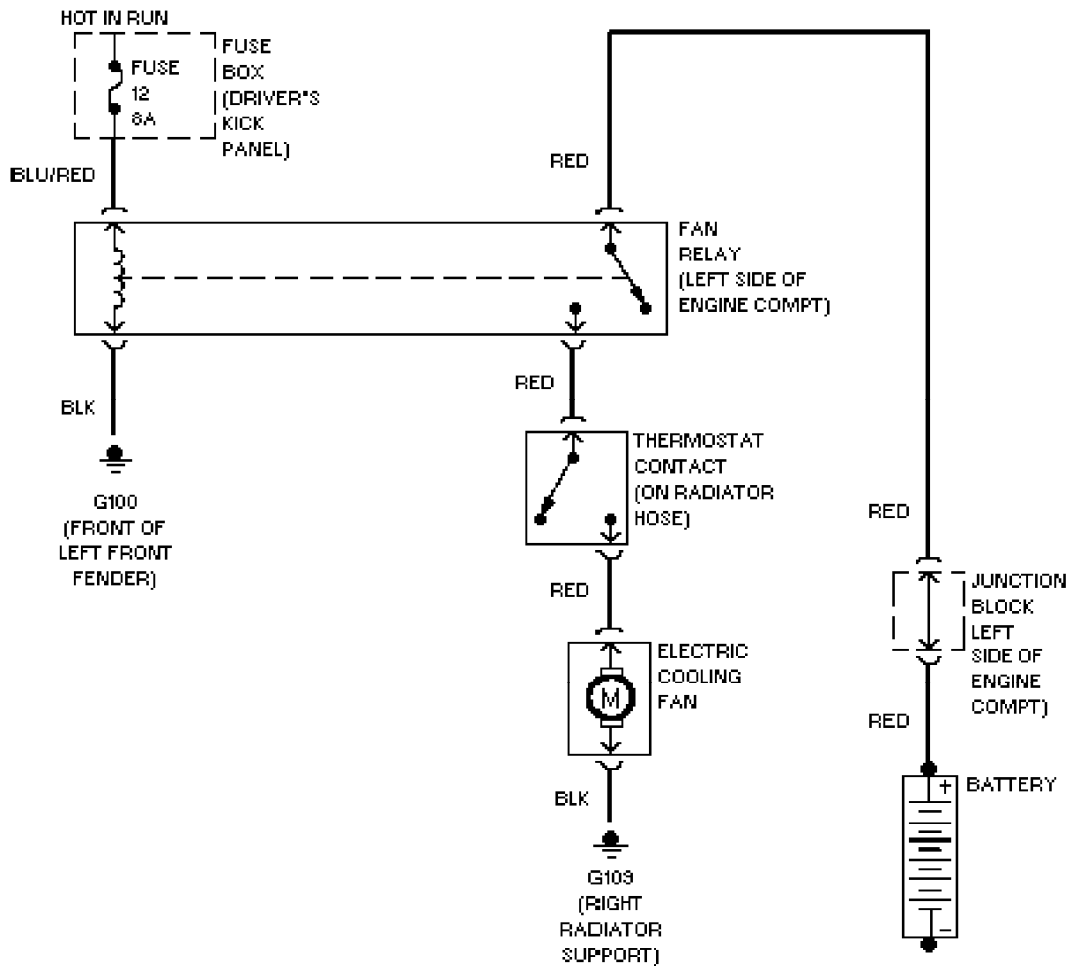 HOT IN RUN
FUSE
12
8A
FUSE
BOX
(DRIVER"S
KICK
PANEL)
BLU/RED
RED
FAN
RELAY
(LEFT SIDE OF
ENGINE COMPT)
BLK
RED
G100
(FRONT OF
LEFT FRONT
FENDER)
THERMOSTAT
CONTACT
(ON RADIATOR
HOSE)
RED
RED
JUNCTION
BLOCK
LEFT
SIDE OF
ENGINE
COMPT)
ELECTRIC
COOLING
FAN
M
RED
BATTERY
+
−
BLK
G109
(RIGHT
RADIATOR
SUPPORT)